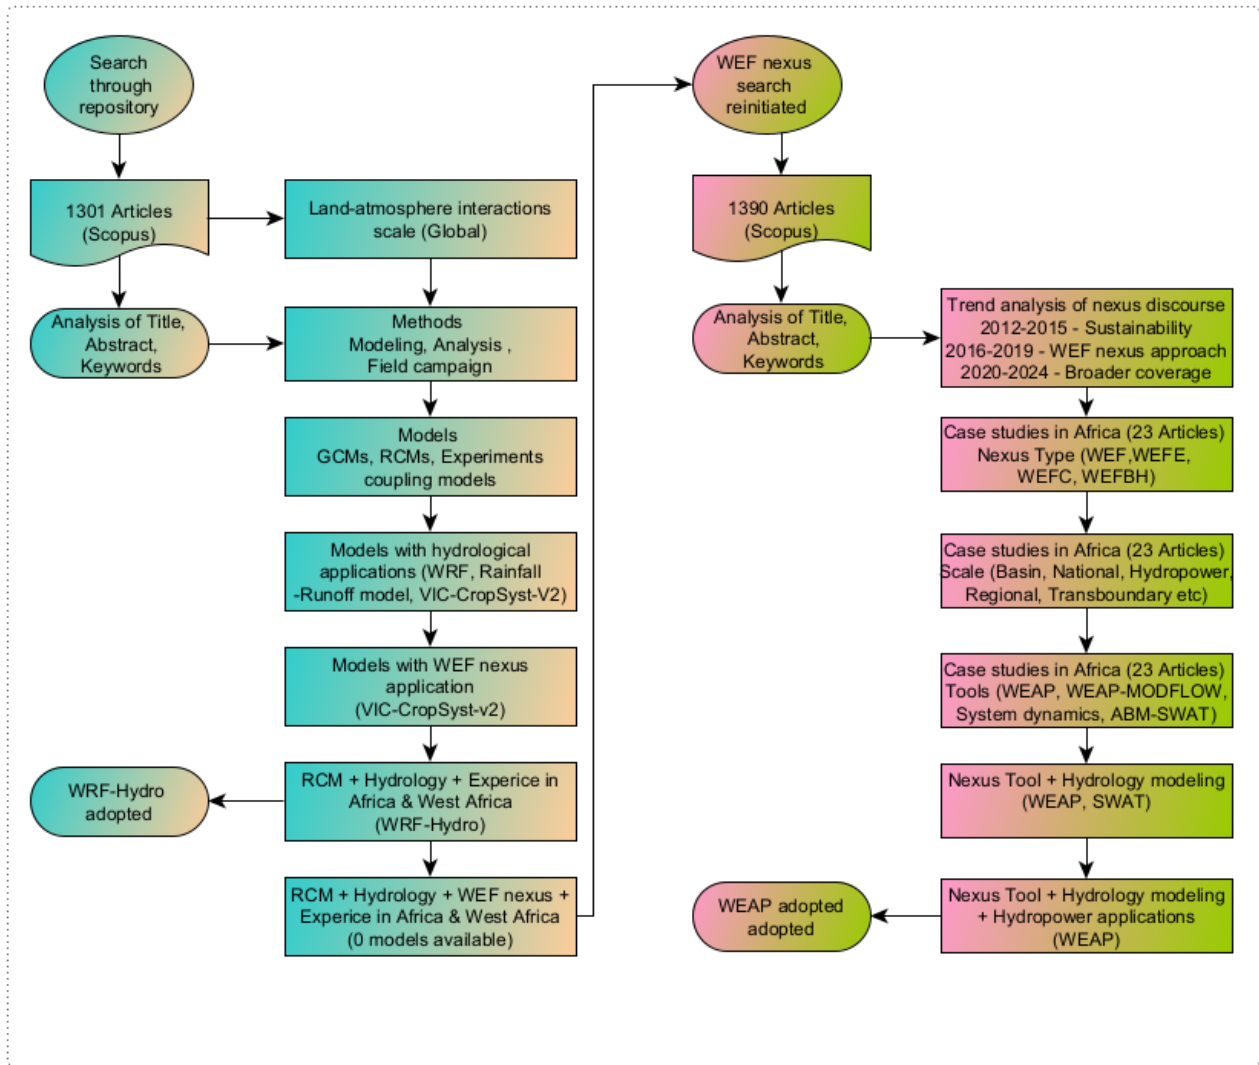 Search
through
repository
1301 Articles
(Scopus)
Analysis of Title,
Abstract,
Keywords
Land-atmosphere interactions
scale (Global)
Methods
Modeling, Analysis ,
Field campaign
Models
GCMs, RCMs, Experiments
coupling models
Models with hydrological
applications (WRF, Rainfall
-Runoff model, VIC-CropSyst-V2)
Models with WEF nexus
application
(VIC-CropSyst-v2)
RCM + Hydrology + Experice in
Africa & West Africa
(WRF-Hydro)
WRF-Hydro
adopted
RCM + Hydrology + WEF nexus +
Experice in Africa & West Africa
(0 models available)
WEF nexus
search
reinitiated
1390 Articles
(Scopus)
Analysis of Title,
Abstract,
Keywords
Trend analysis of nexus discourse
2012-2015 - Sustainability
2016-2019 - WEF nexus approach
2020-2024 - Broader coverage
Case studies in Africa (23 Articles)
Nexus Type (WEF,WEFE,
WEFC, WEFBH)
Case studies in Africa (23 Articles)
Scale (Basin, National, Hydropower,
Regional, Transboundary etc)
Case studies in Africa (23 Articles)
Tools (WEAP, WEAP-MODFLOW,
System dynamics, ABM-SWAT)
Nexus Tool + Hydrology modeling
(WEAP, SWAT)
Nexus Tool + Hydrology modeling
+ Hydropower applications
(WEAP)
WEAP adopted
adopted